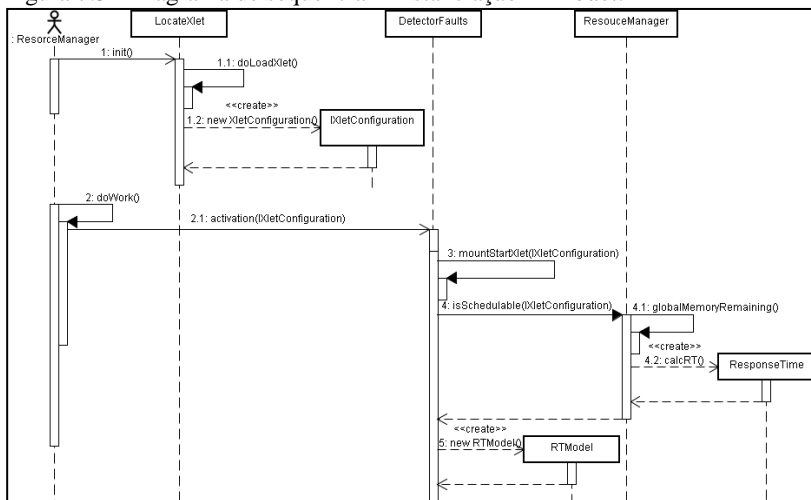 LocateXlet
DetectorFaults
ResouceManager
: ResorceManager
1: init()
1.1: doLoadXlet()
<<create>>
1.2: new XletConfiguration()
IXletConfiguration
2: doWork()
2.1: activation(IXletConfiguration)
3: mountStartXlet(IXletConfiguration)
4: isSchedulable(IXletConfiguration)
4.1: globalMemoryRemaining()
<<create>>
4.2: calcRT()
ResponseTime
<<create>>
5: new RTModel()
RTModel